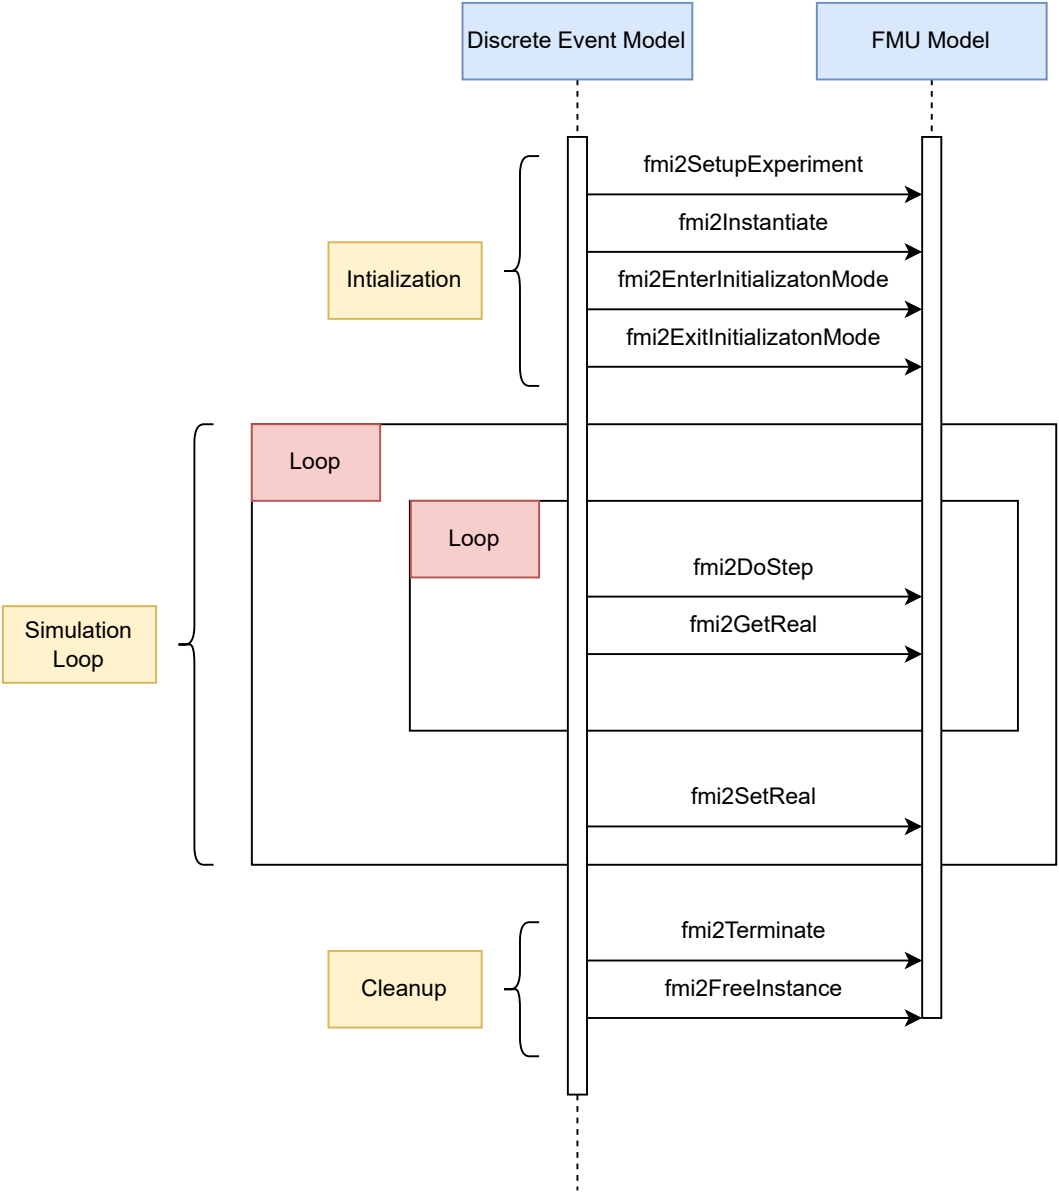 Discrete Event Model
FMU Model
fmi2SetupExperiment
fmi2Instantiate
Intialization
fmi2EnterInitializatonMode
fmi2ExitInitializatonMode
Loop
Loop
fmi2DoStep
fmi2GetReal
Simulation
Loop
fmi2SetReal
fmi2Terminate
Cleanup
fmi2FreeInstance